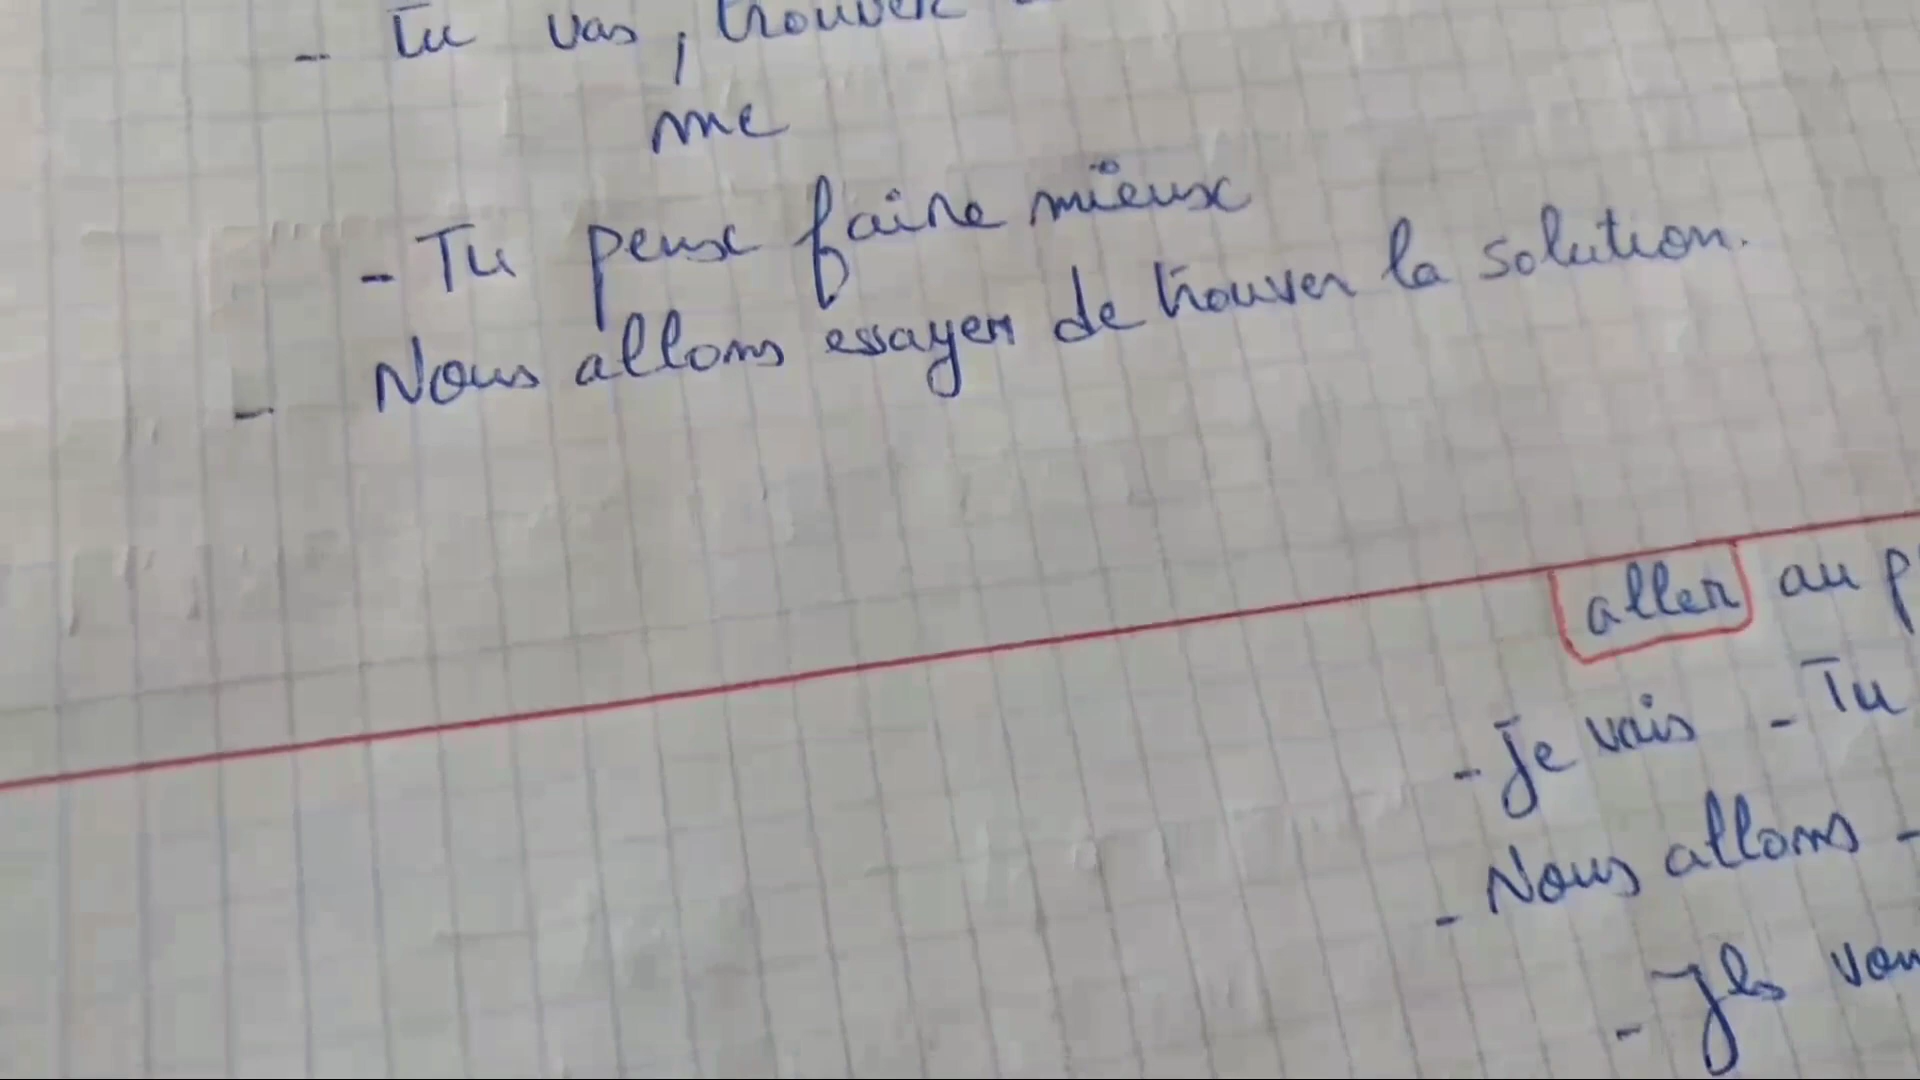 - Tu vas, trouver
me
- Tu peux faire mieux
- Nous allons essayer de trouver la solution.
aller au
- Je vais - Tu
- Nous allons -
- Ils